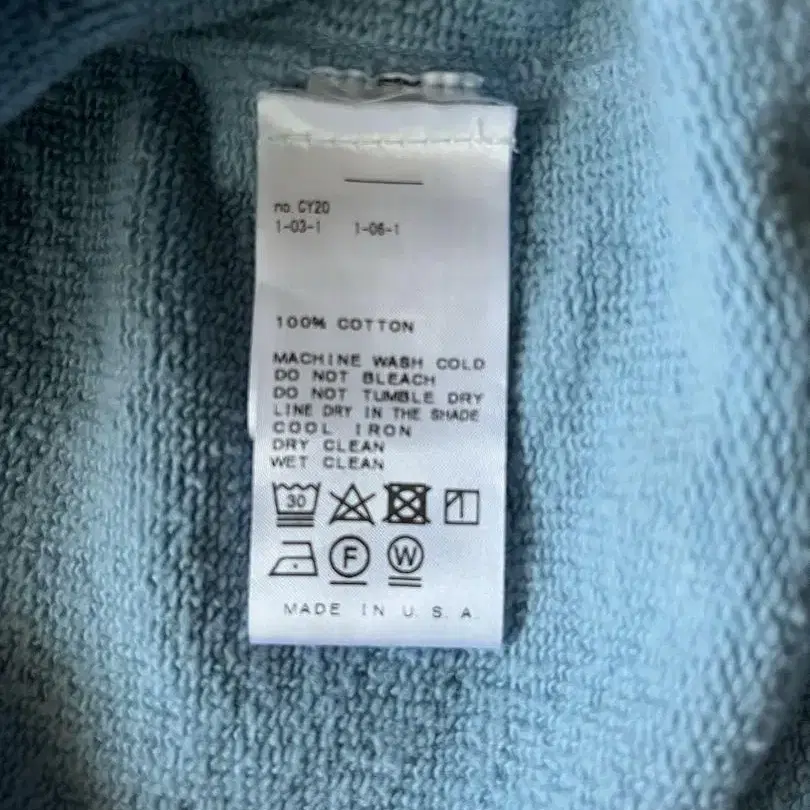 no. CY20
1-03-1 1-06-1
100% COTTON
MACHINE WASH COLD
DO NOT BLEACH
DO NOT TUMBLE DRY
LINE DRY IN THE SHADE
COOL IRON
DRY CLEAN
WET CLEAN
30
F W
MADE IN U.S.A.